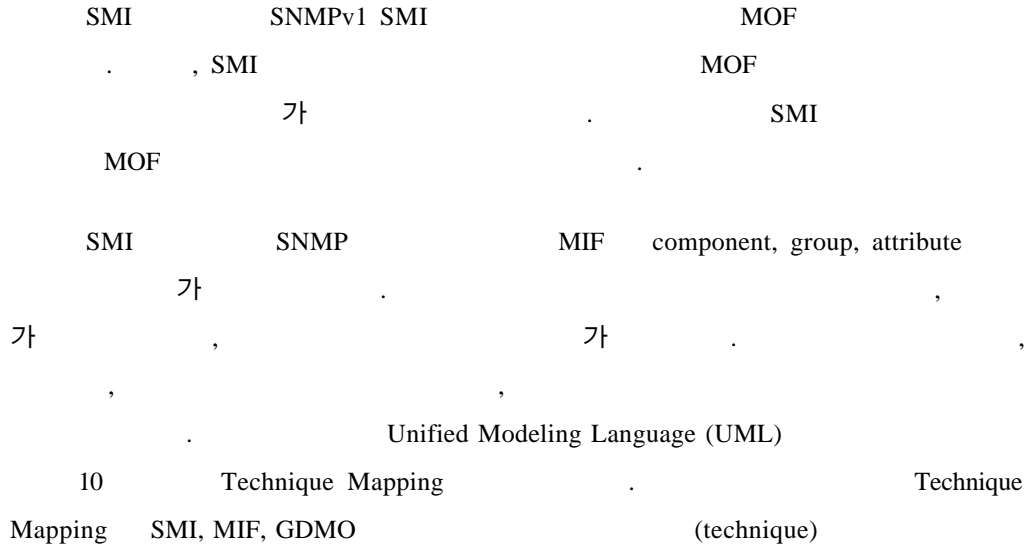 SMI SNMPv1 SMI MOF
. , SMI MOF
가 . SMI
MOF .
SMI SNMP MIF component, group, attribute
가 . ,
가 , 가 . ,
, ,
. Unified Modeling Language (UML)
10 Technique Mapping . Technique
Mapping SMI, MIF, GDMO (technique)